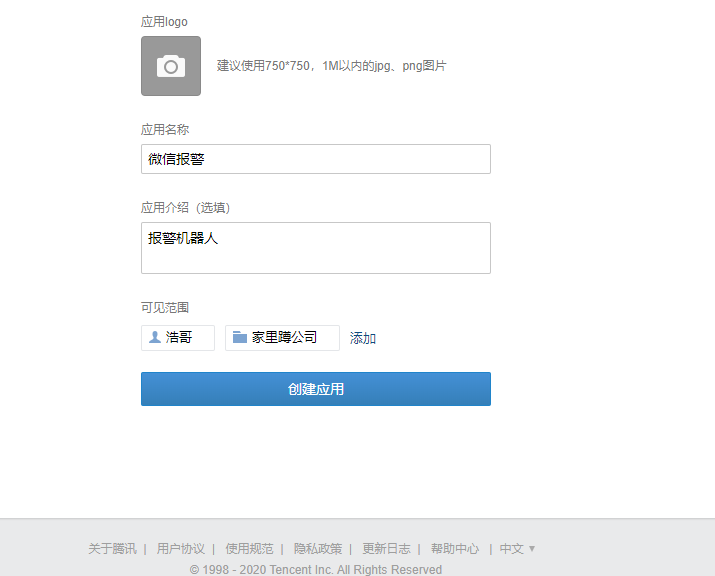 应用logo
建议使用750*750，1M以内的jpg、png图片
应用名称
微信报警
应用介绍（选填）
报警机器人
可见范围
浩哥 家里蹲公司 添加
创建应用
关于腾讯 | 用户协议 | 使用规范 | 隐私政策 | 更新日志 | 帮助中心 | 中文 ▼
© 1998 - 2020 Tencent Inc. All Rights Reserved